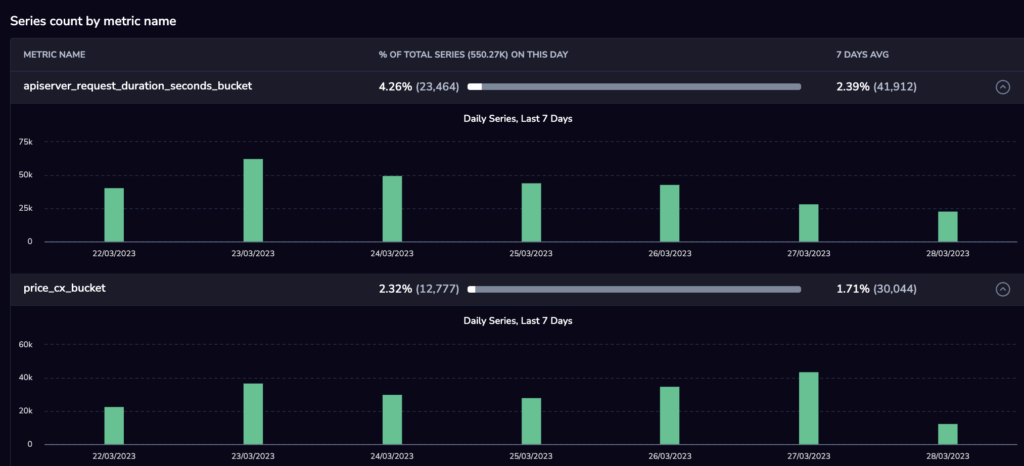 Series count by metric name
METRIC NAME % OF TOTAL SERIES (550.27K) ON THIS DAY 7 DAYS AVG
apiserver_request_duration_seconds_bucket 4.26% (23,464) 2.39% (41,912)
Daily Series, Last 7 Days
75k
50k
25k
0
22/03/2023 23/03/2023 24/03/2023 25/03/2023 26/03/2023 27/03/2023 28/03/2023
price_cx_bucket 2.32% (12,777) 1.71% (30,044)
Daily Series, Last 7 Days
60k
40k
20k
0
22/03/2023 23/03/2023 24/03/2023 25/03/2023 26/03/2023 27/03/2023 28/03/2023